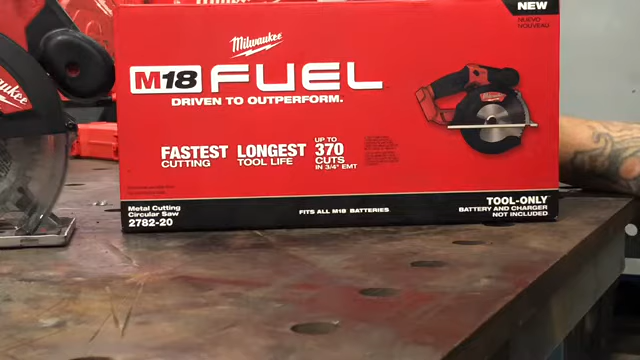 NEW
NUEVO
NOUVEAU
Milwaukee
M18 FUEL
DRIVEN TO OUTPERFORM.
FASTEST CUTTING
LONGEST TOOL LIFE
UP TO 370 CUTS IN 3/4" EMT
Metal Cutting
Circular Saw
2782-20
FITS ALL M18 BATTERIES
TOOL-ONLY
BATTERY AND CHARGER
NOT INCLUDED